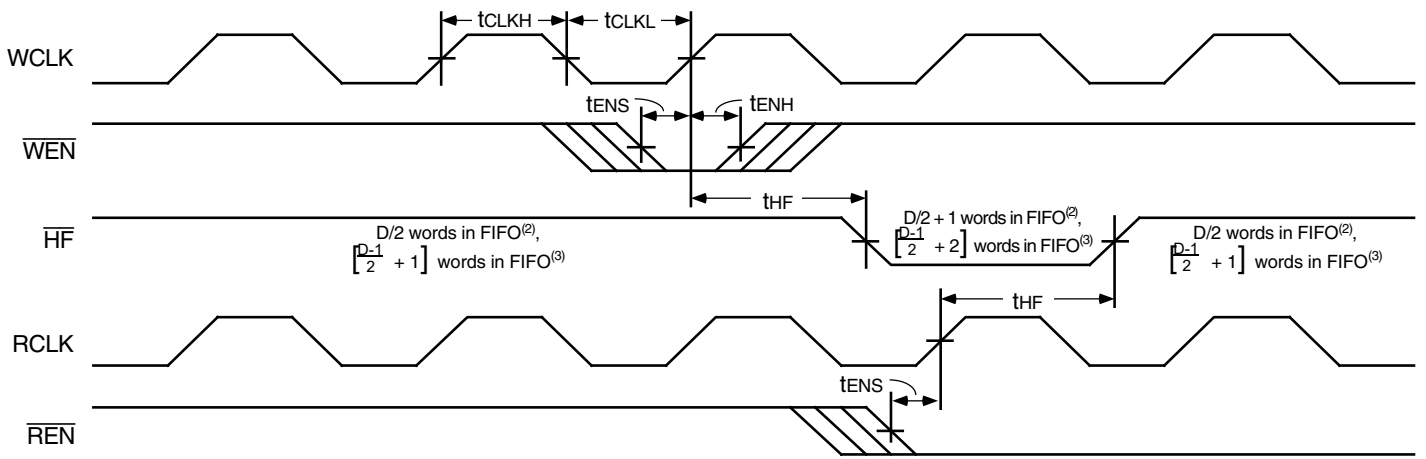 tCLKH
tCLKL
WCLK
tENS
tENH
WEN
tHF
HF
D/2 words in FIFO(2),
[D-1/2 + 1] words in FIFO(3)
D/2 + 1 words in FIFO(2),
[D-1/2 + 2] words in FIFO(3)
D/2 words in FIFO(2),
[D-1/2 + 1] words in FIFO(3)
tHF
RCLK
tENS
REN